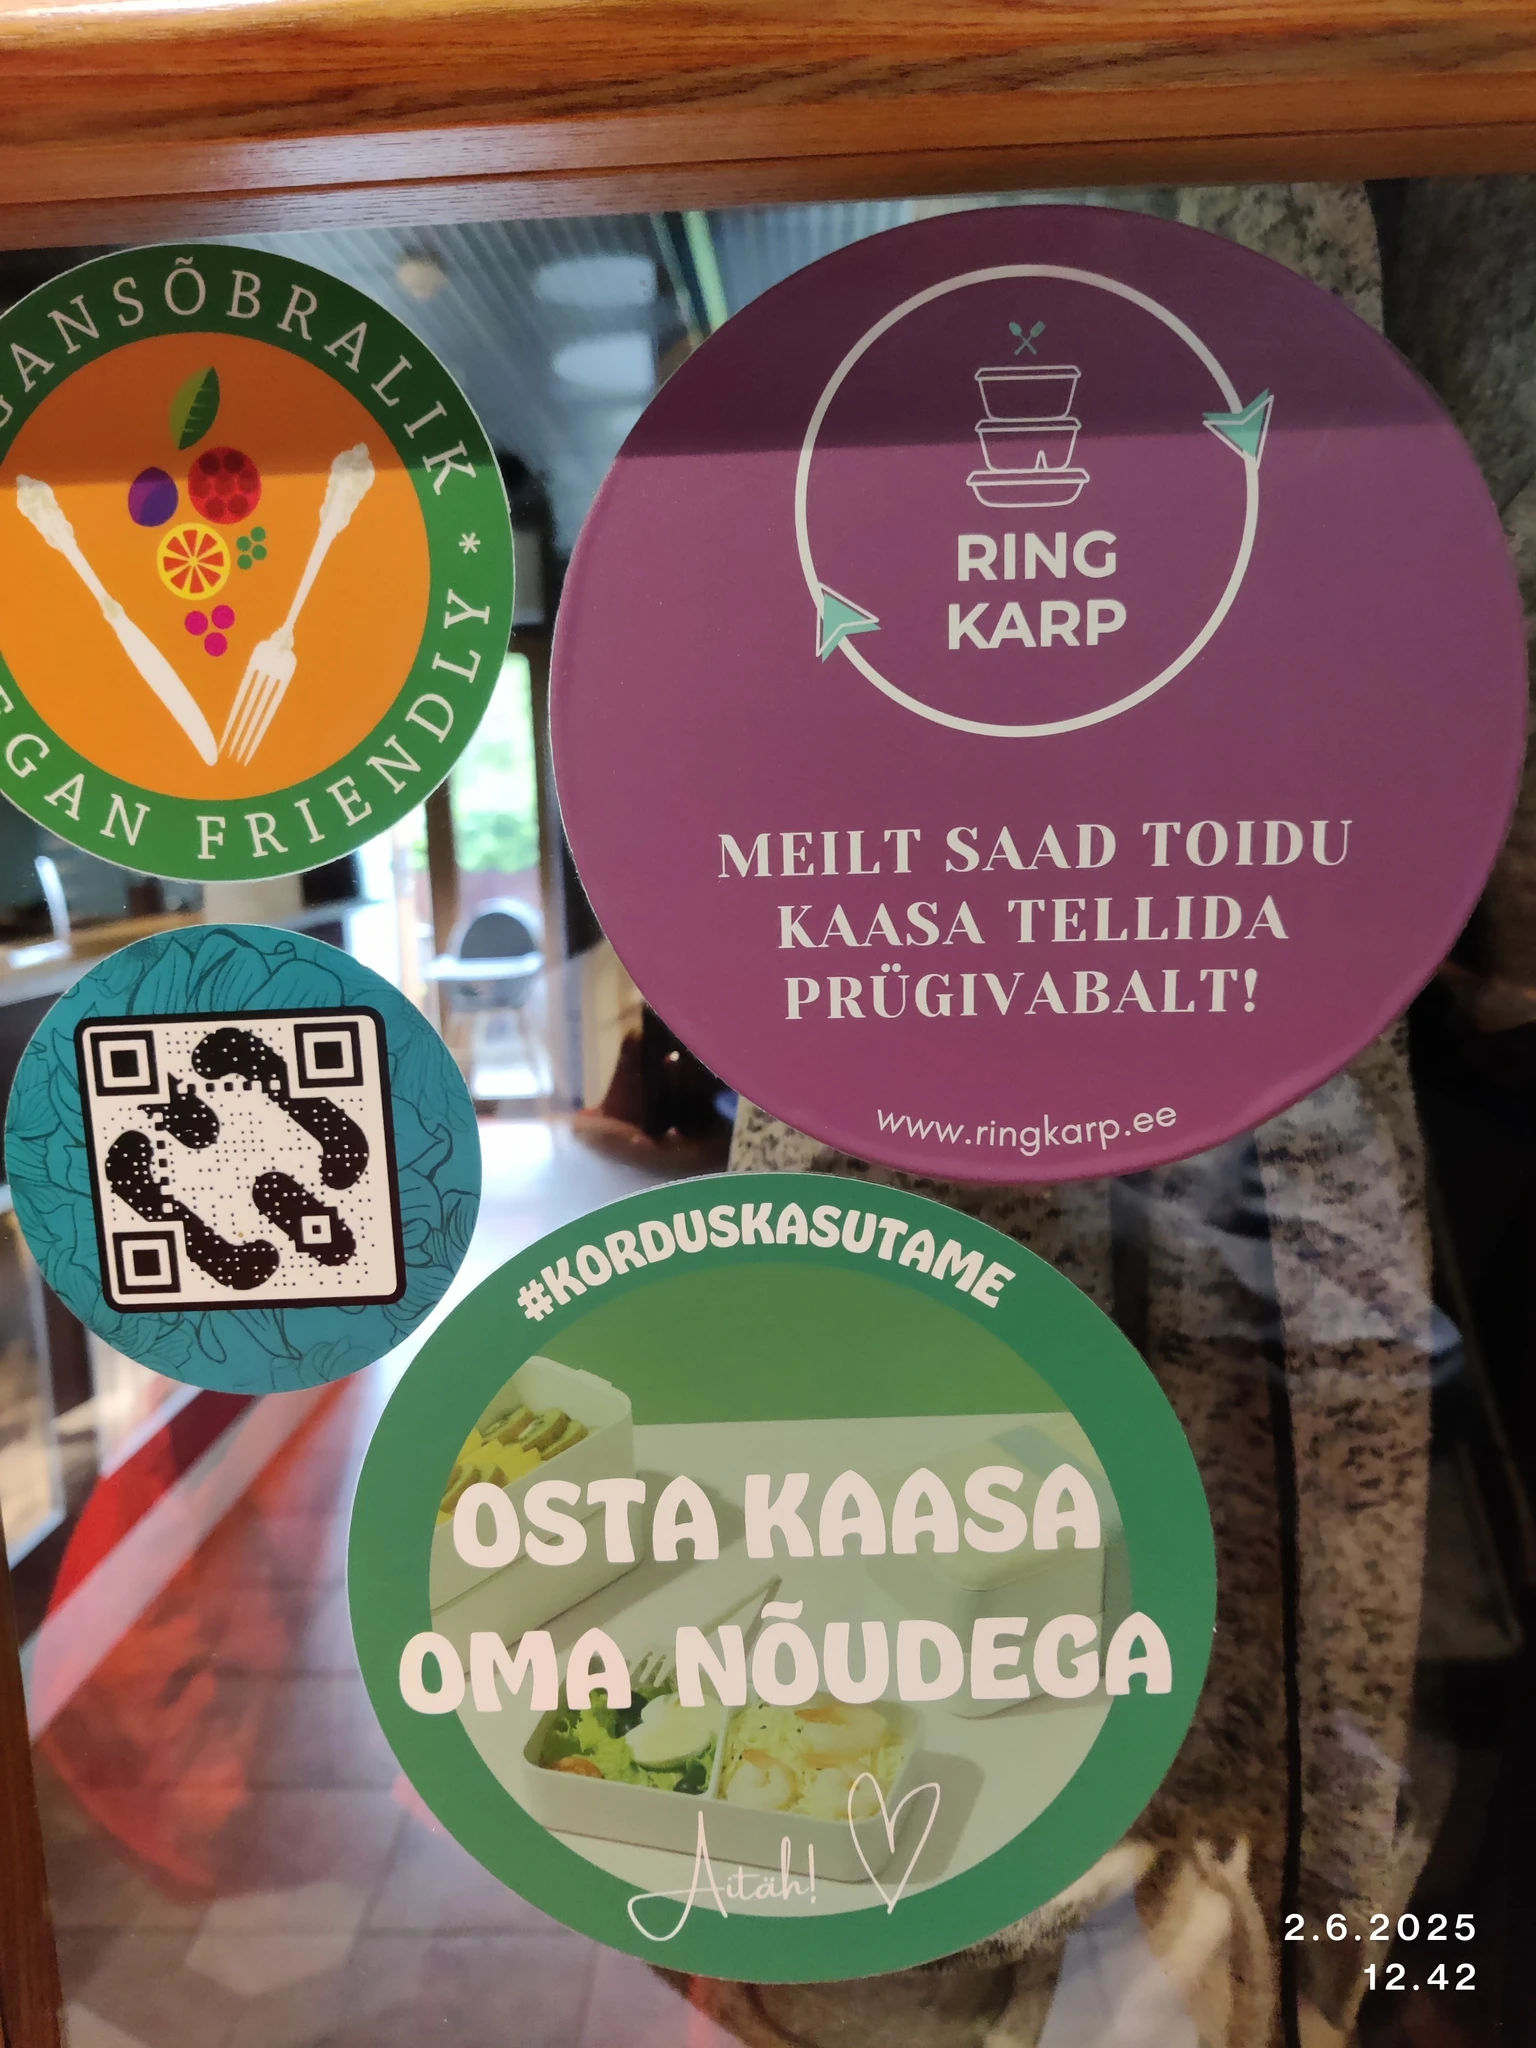 GANSÕBRALIK *
EGAN FRIENDLY
RING
KARP
MEILT SAAD TOIDU
KAASA TELLIDA
PRÜGIVABALT!
www.ringkarp.ee
#KORDUSKASUTAME
OSTA KAASA
OMA NÕUDEGA
Aitäh!
2.6.2025
12.42